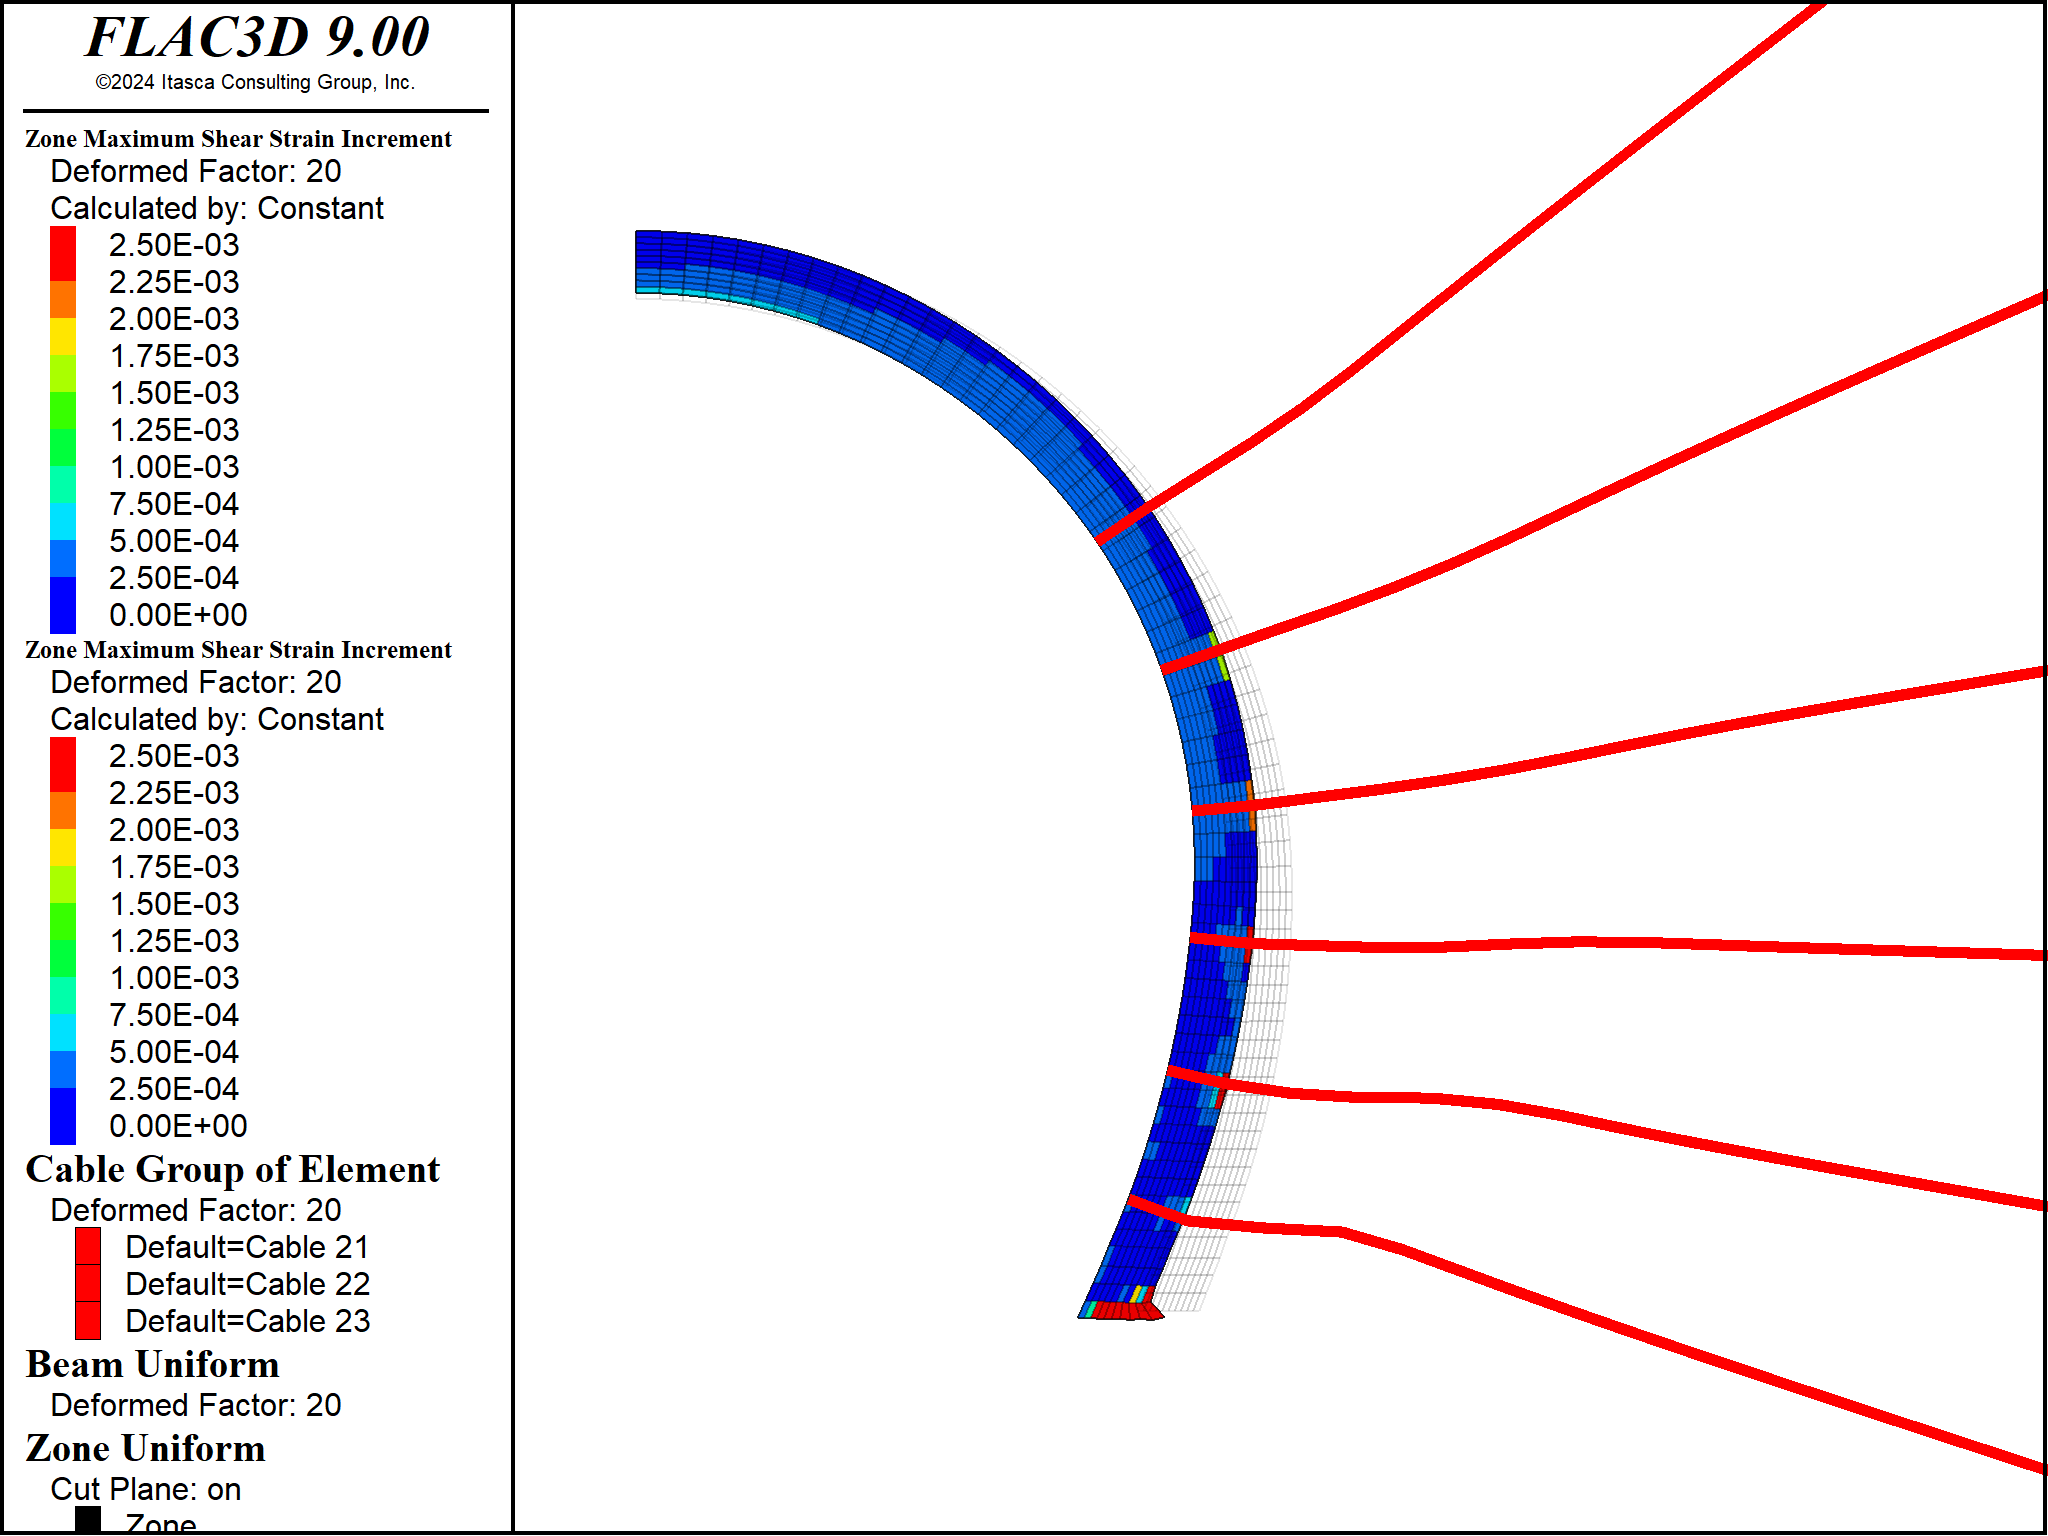 FLAC3D 9.00
©2024 Itasca Consulting Group, Inc.
Zone Maximum Shear Strain Increment
Deformed Factor: 20
Calculated by: Constant
2.50E-03
2.25E-03
2.00E-03
1.75E-03
1.50E-03
1.25E-03
1.00E-03
7.50E-04
5.00E-04
2.50E-04
0.00E+00
Zone Maximum Shear Strain Increment
Deformed Factor: 20
Calculated by: Constant
2.50E-03
2.25E-03
2.00E-03
1.75E-03
1.50E-03
1.25E-03
1.00E-03
7.50E-04
5.00E-04
2.50E-04
0.00E+00
Cable Group of Element
Deformed Factor: 20
Default=Cable 21
Default=Cable 22
Default=Cable 23
Beam Uniform
Deformed Factor: 20
Zone Uniform
Cut Plane: on
Zone